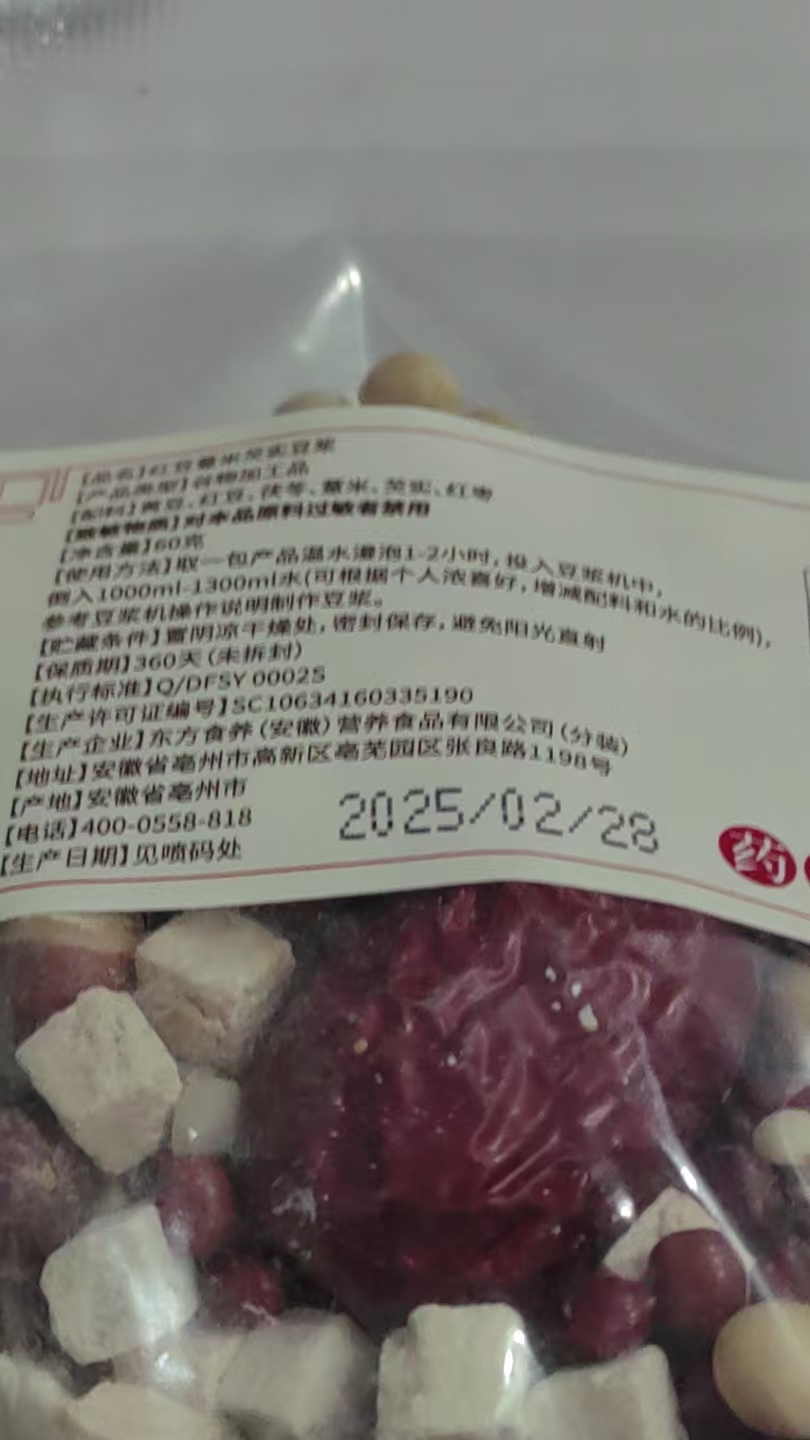 【品名】红豆薏米芡实豆浆
【产品类型】谷物加工品
【配料】黄豆、红豆、茯苓、薏米、芡实、红枣
【致敏物质】对本品原料过敏者禁用
【净含量】60克
【使用方法】取一包产品温水浸泡1-2小时,投入豆浆机中,
倒入1000ml-1300ml水(可根据个人浓喜好,增减配料和水的比例),
参考豆浆机操作说明制作豆浆。
【贮藏条件】置阴凉干燥处,密封保存,避免阳光直射
【保质期】360天(未拆封)
【执行标准】Q/DFSY 0002S
【生产许可证编号】SC10634160335190
【生产企业】东方食养(安徽)营养食品有限公司(分装)
【地址】安徽省亳州市高新区亳芜园区张良路1198号
【产地】安徽省亳州市
【电话】400-0558-818
【生产日期】见喷码处
2025/02/28
药